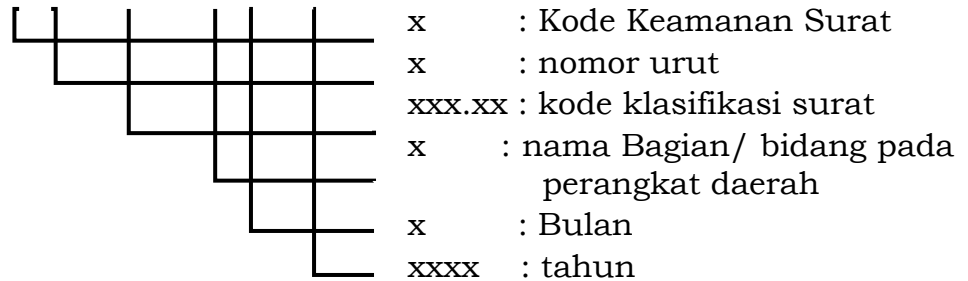 x : Kode Keamanan Surat
x : nomor urut
xxx.xx : kode klasifikasi surat
x : nama Bagian/ bidang pada
perangkat daerah
x : Bulan
xxxx : tahun